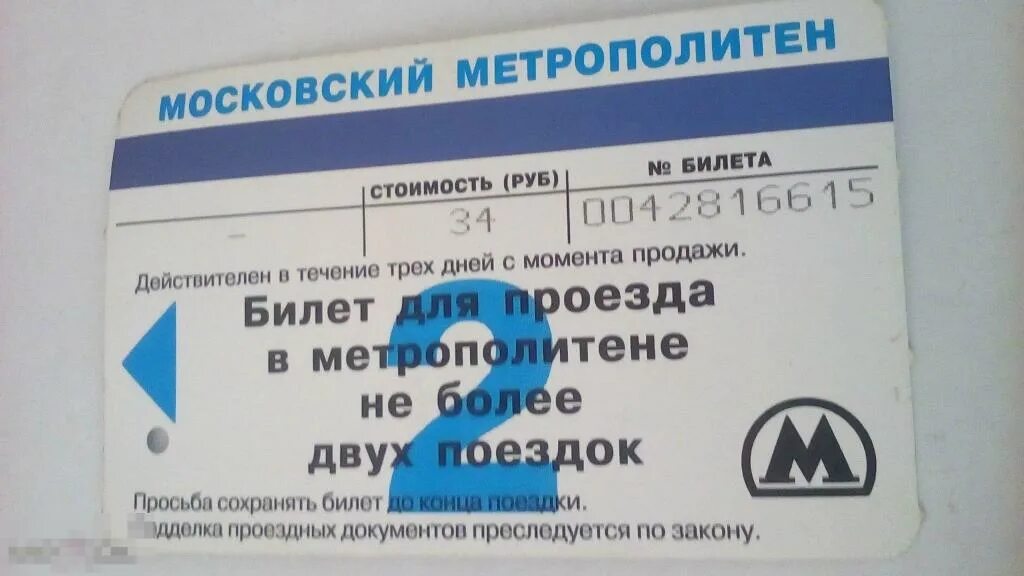 МОСКОВСКИЙ МЕТРОПОЛИТЕН
СТОИМОСТЬ (РУБ) № БИЛЕТА
– 34 0042816615
Действителен в течение трех дней с момента продажи.
2
Билет для проезда
в метрополитене
не более
двух поездок
М
Просьба сохранять билет до конца поездки.
Подделка проездных документов преследуется по закону.